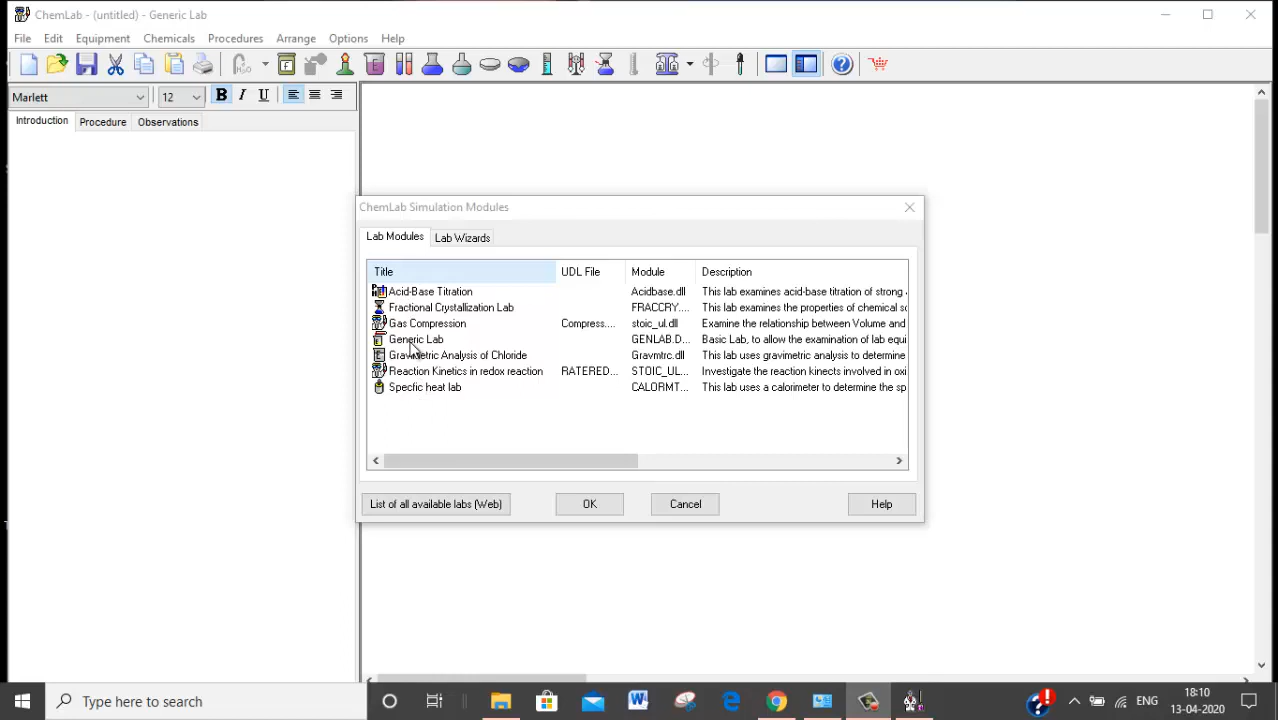 ChemLab - (untitled) - Generic Lab
File Edit Equipment Chemicals Procedures Arrange Options Help
Marlett 12 B I U
Introduction Procedure Observations
ChemLab Simulation Modules
Lab Modules Lab Wizards
Title UDL File Module Description
Acid-Base Titration Acidbase.dll This lab examines acid-base titration of strong
Fractional Crystallization Lab FRACCRY.... This lab examines the properties of chemical sc
Gas Compression Compress.... stoic_ul.dll Examine the relationship between Volume and
Generic Lab GENLAB.D... Basic Lab, to allow the examination of lab equi
Gravimetric Analysis of Chloride Gravmtrc.dll This lab uses gravimetric analysis to determine
Reaction Kinetics in redox reaction RATERED... STOIC_UL... Investigate the reaction kinects involved in oxi
Specfic heat lab CALORMT... This lab uses a calorimeter to determine the sp
List of all available labs (Web) OK Cancel Help
Type here to search
ENG
18:10
13-04-2020